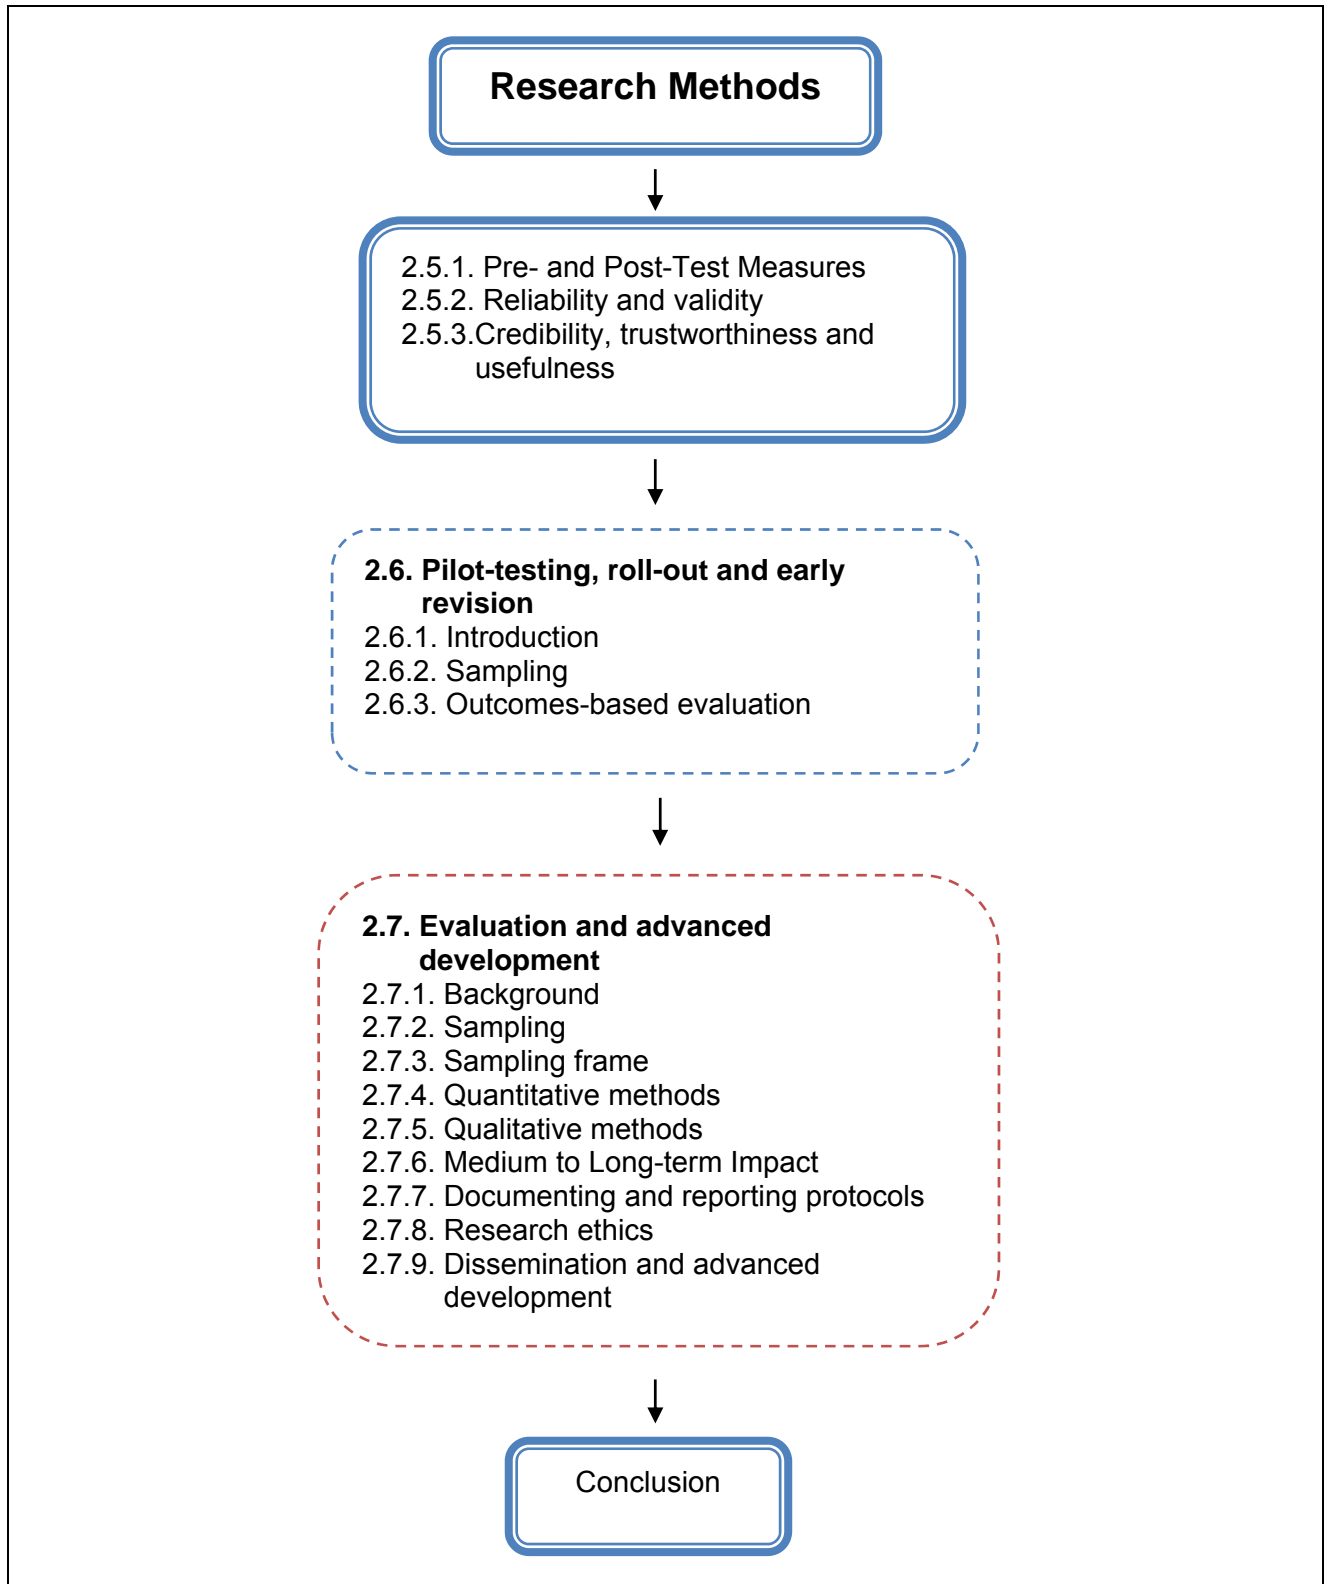 Research Methods
2.5.1. Pre- and Post-Test Measures
2.5.2. Reliability and validity
2.5.3.Credibility, trustworthiness and
usefulness
2.6. Pilot-testing, roll-out and early
revision
2.6.1. Introduction
2.6.2. Sampling
2.6.3. Outcomes-based evaluation
2.7. Evaluation and advanced
development
2.7.1. Background
2.7.2. Sampling
2.7.3. Sampling frame
2.7.4. Quantitative methods
2.7.5. Qualitative methods
2.7.6. Medium to Long-term Impact
2.7.7. Documenting and reporting protocols
2.7.8. Research ethics
2.7.9. Dissemination and advanced
development
Conclusion